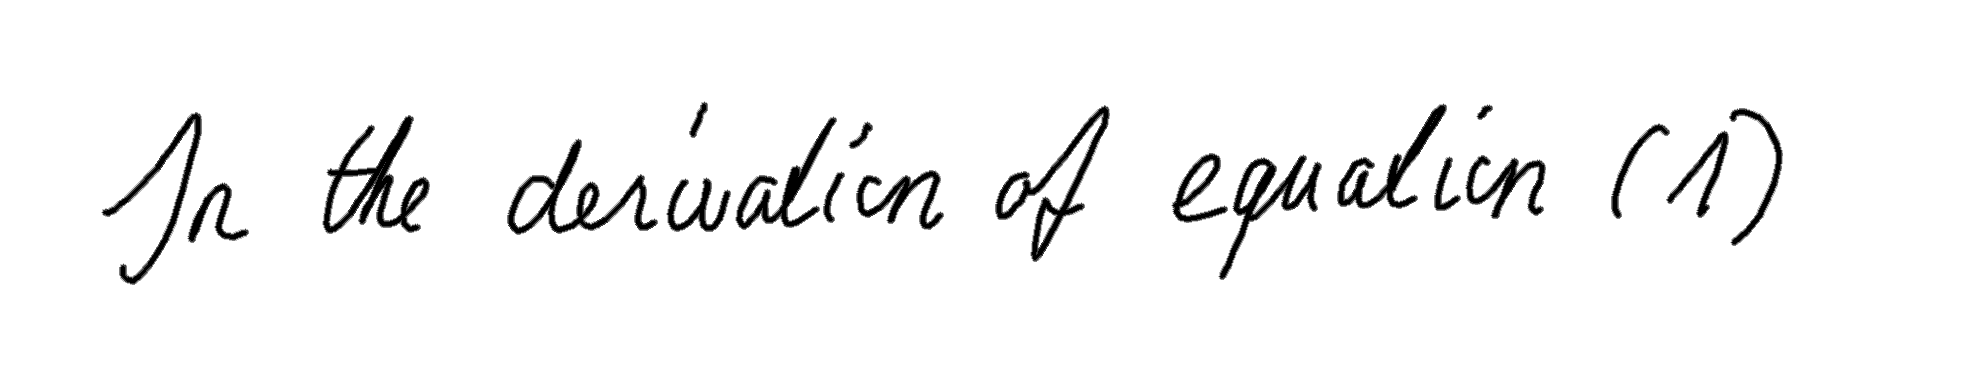 In the derivation of equation (1)